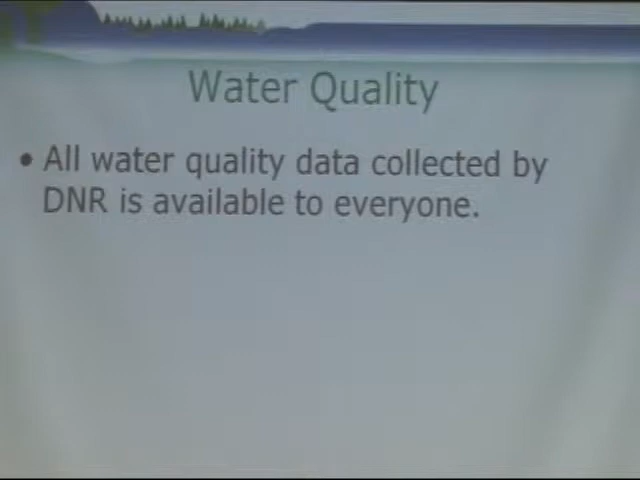 Water Quality
• All water quality data collected by
DNR is available to everyone.